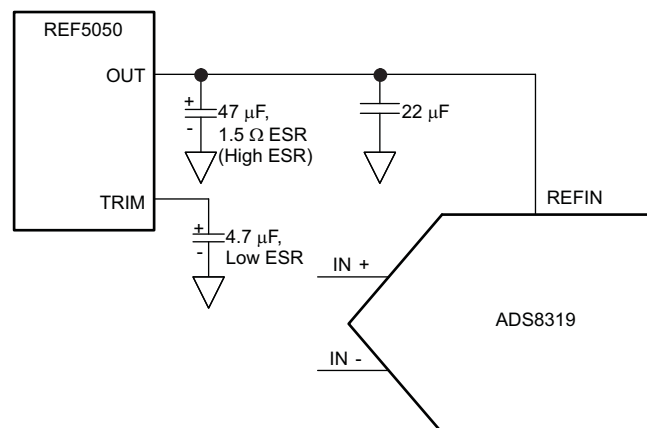 REF5050
OUT
+
-
47 μF,
1.5 Ω ESR
(High ESR)
22 μF
TRIM
+
-
4.7 μF,
Low ESR
REFIN
IN +
ADS8319
IN -